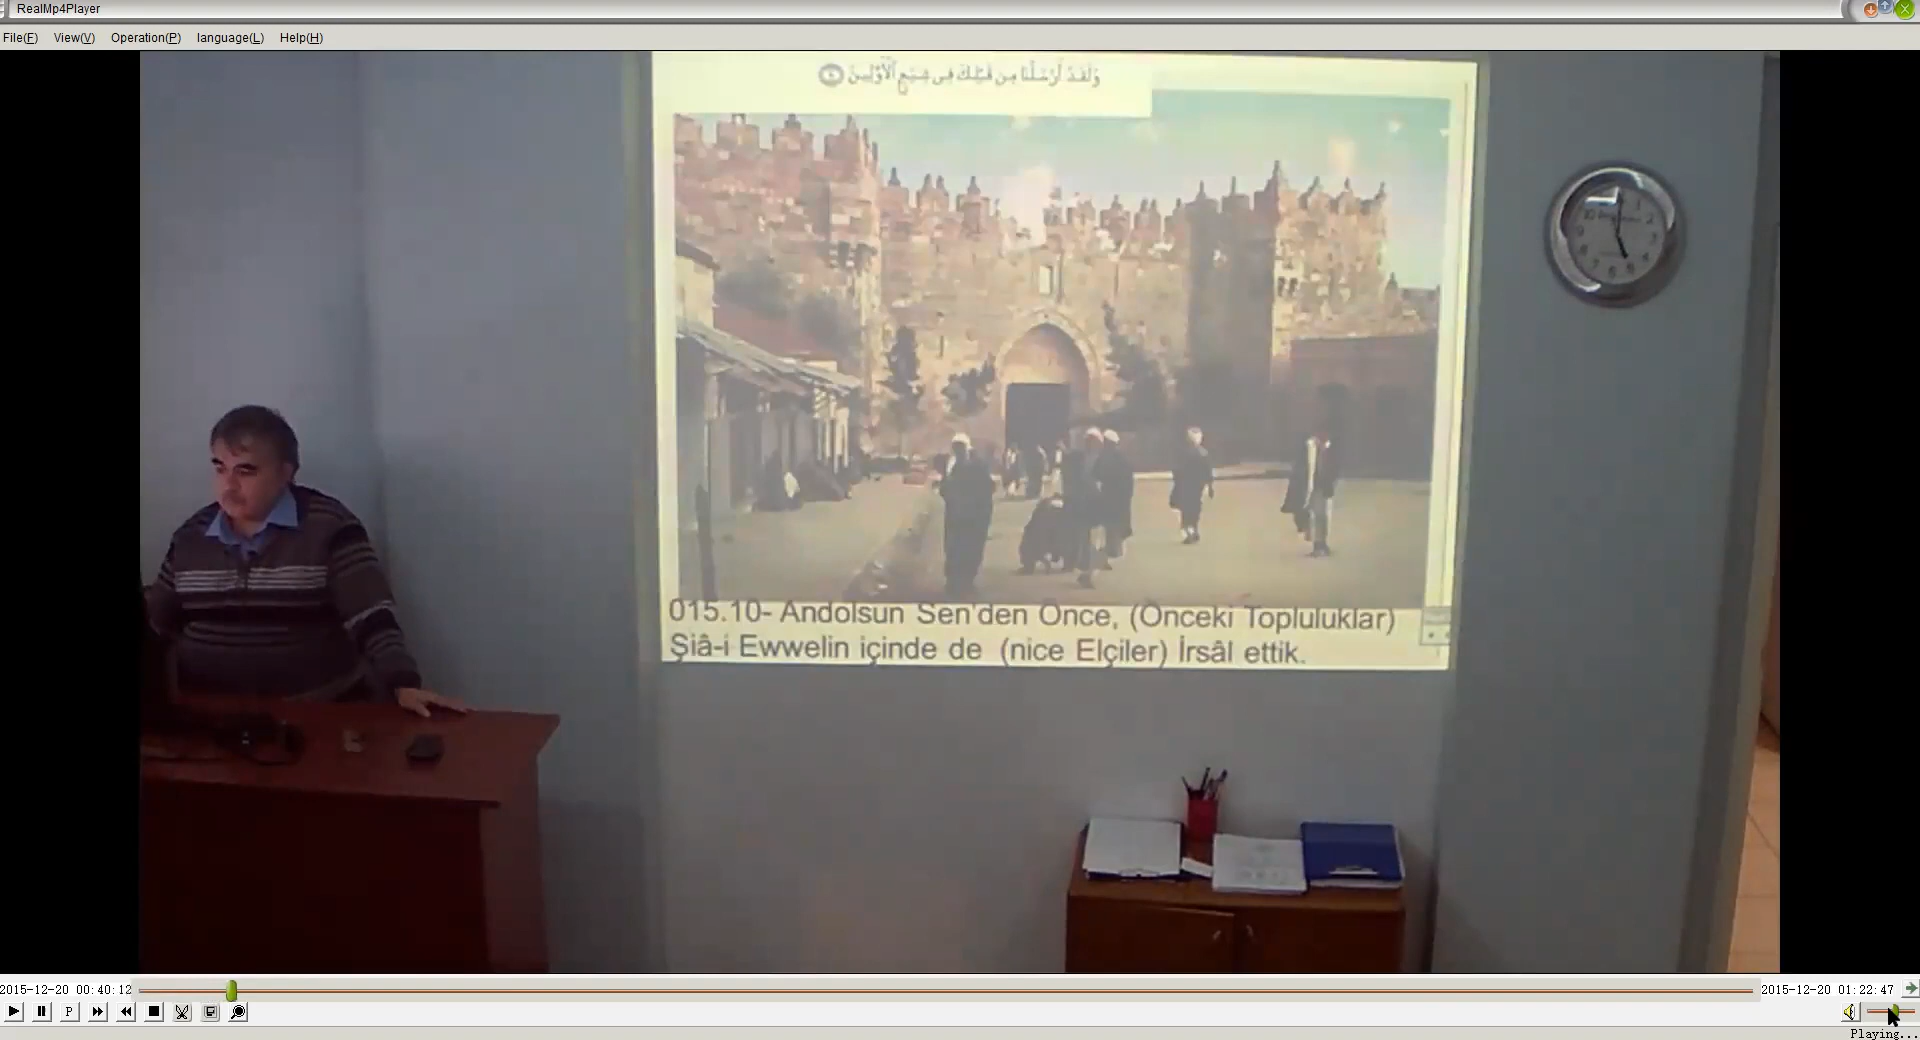 RealMp4Player
File(F) View(V) Operation(P) language(L) Help(H)
وَلَقَدْ أَرْسَلْنَا مِن قَبْلِكَ فِى شِيَعِ ٱلْأَوَّلِينَ
015.10- Andolsun Sen'den Önce, (Önceki Topluluklar)
Şiâ-i Ewwelin içinde de (nice Elçiler) İrsâl ettik.
2015-12-20 00:40:12
2015-12-20 01:22:47
P
Playing...